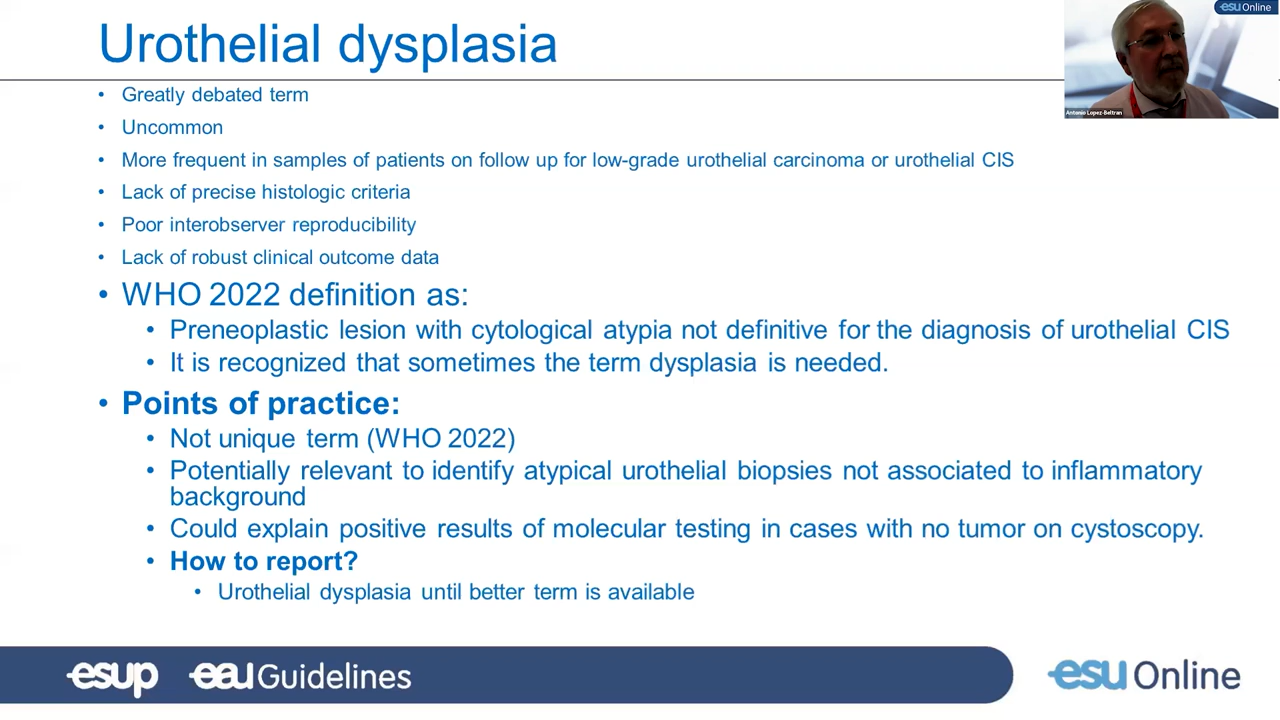 Urothelial dysplasia
• Greatly debated term
• Uncommon
• More frequent in samples of patients on follow up for low-grade urothelial carcinoma or urothelial CIS
• Lack of precise histologic criteria
• Poor interobserver reproducibility
• Lack of robust clinical outcome data
• WHO 2022 definition as:
• Preneoplastic lesion with cytological atypia not definitive for the diagnosis of urothelial CIS
• It is recognized that sometimes the term dysplasia is needed.
• Points of practice:
• Not unique term (WHO 2022)
• Potentially relevant to identify atypical urothelial biopsies not associated to inflammatory
background
• Could explain positive results of molecular testing in cases with no tumor on cystoscopy.
• How to report?
• Urothelial dysplasia until better term is available
esu Online
Antonio Lopez-Beltran
esup eau Guidelines
esu Online